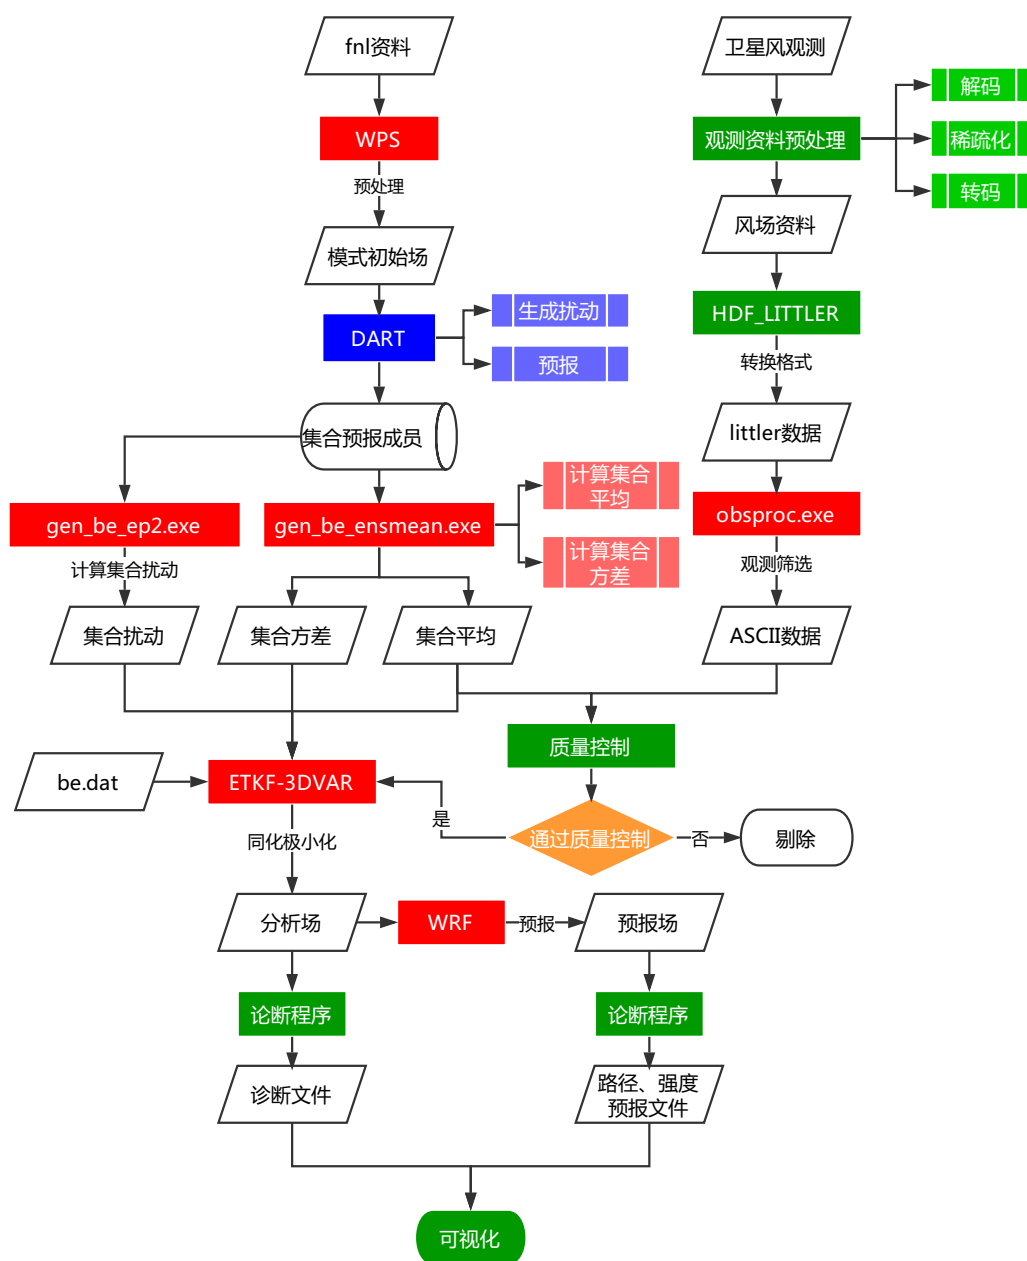 fnl资料
卫星风观测
解码
WPS
观测资料预处理
稀疏化
预处理
转码
风场资料
模式初始场
生成扰动
HDF_LITTLER
DART
预报
转换格式
集合预报成员
littler数据
计算集合
平均
gen_be_ep2.exe
gen_be_ensmean.exe
obsproc.exe
计算集合
方差
计算集合扰动
观测筛选
集合扰动
集合方差
集合平均
ASCII数据
质量控制
be.dat
ETKF-3DVAR
是
通过质量控制
否
剔除
同化极小化
分析场
WRF
预报
预报场
论断程序
论断程序
诊断文件
路径、强度
预报文件
可视化